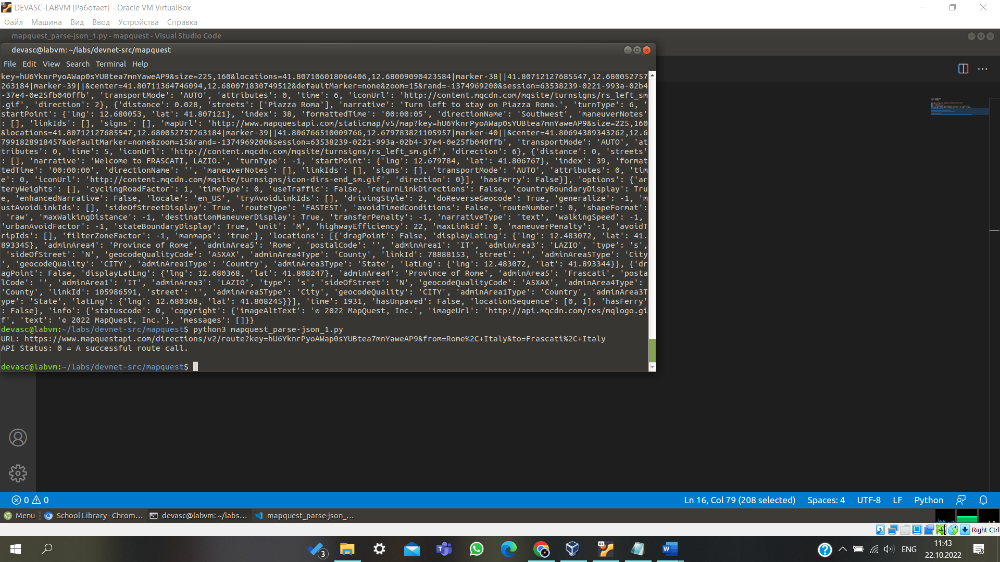 DEVASC-LABVM [Работает] - Oracle VM VirtualBox
Файл Машина Вид Ввод Устройства Справка
mapquest_parse-json_1.py - mapquest - Visual Studio Code
devasc@labvm: ~/labs/devnet-src/mapquest
File Edit View Search Terminal Help
key=hU6YknrPyoAWap0sYUBtea7mnYaweAP9&size=225,160&locations=41.807106018066406,12.68009090423584|marker-38||41.80712127685547,12.680052757
263184|marker-39||&center=41.80711364746094,12.680071830749512&defaultMarker=none&zoom=15&rand=-1374969200&session=63538239-0221-993a-02b4
-37e4-0e25fb040ffb', 'transportMode': 'AUTO', 'attributes': 0, 'time': 6, 'iconUrl': 'http://content.mqcdn.com/mqsite/turnsigns/rs_left_sm
.gif', 'direction': 2}, {'distance': 0.028, 'streets': ['Piazza Roma'], 'narrative': 'Turn left to stay on Piazza Roma.', 'turnType': 6, '
startPoint': {'lng': 12.680053, 'lat': 41.807121}, 'index': 38, 'formattedTime': '00:00:05', 'directionName': 'Southwest', 'maneuverNotes'
: [], 'linkIds': [], 'signs': [], 'mapUrl': 'http://www.mapquestapi.com/staticmap/v5/map?key=hU6YknrPyoAWap0sYUBtea7mnYaweAP9&size=225,160
&locations=41.80712127685547,12.680052757263184|marker-39||41.806766510009766,12.679783821105957|marker-40||&center=41.80694389343262,12.6
79918289184570&defaultMarker=none&zoom=15&rand=-1374969200&session=63538239-0221-993a-02b4-37e4-0e25fb040ffb', 'transportMode': 'AUTO', 'at
tributes': 0, 'time': 5, 'iconUrl': 'http://content.mqcdn.com/mqsite/turnsigns/rs_left_sm.gif', 'direction': 6}, {'distance': 0, 'streets'
: [], 'narrative': 'Welcome to FRASCATI, LAZIO.', 'turnType': -1, 'startPoint': {'lng': 12.679784, 'lat': 41.806767}, 'index': 39, 'format
tedTime': '00:00:00', 'directionName': '', 'maneuverNotes': [], 'linkIds': [], 'signs': [], 'transportMode': 'AUTO', 'attributes': 0, 'tim
e': 0, 'iconUrl': 'http://content.mqcdn.com/mqsite/turnsigns/icon-dirs-end_sm.gif', 'direction': 0}], 'hasFerry': False}], 'options': {'ar
teryWeights': [], 'cyclingRoadFactor': 1, 'timeType': 0, 'useTraffic': False, 'returnLinkDirections': False, 'countryBoundaryDisplay': Tru
e, 'enhancedNarrative': False, 'locale': 'en_US', 'tryAvoidLinkIds': [], 'drivingStyle': 2, 'doReverseGeocode': True, 'generalize': -1, 'm
ustAvoidLinkIds': [], 'sideOfStreetDisplay': True, 'routeType': 'FASTEST', 'avoidTimedConditions': False, 'routeNumber': 0, 'shapeFormat':
'raw', 'maxWalkingDistance': -1, 'destinationManeuverDisplay': True, 'transferPenalty': -1, 'narrativeType': 'text', 'walkingSpeed': -1,
'urbanAvoidFactor': -1, 'stateBoundaryDisplay': True, 'unit': 'M', 'highwayEfficiency': 22, 'maxLinkId': 0, 'maneuverPenalty': -1, 'avoidT
ripIds': [], 'filterZoneFactor': -1, 'manmaps': 'true'}, 'locations': [{'dragPoint': False, 'displayLatLng': {'lng': 12.483072, 'lat': 41.
893345}, 'adminArea4': 'Province of Rome', 'adminArea5': 'Rome', 'postalCode': '', 'adminArea1': 'IT', 'adminArea3': 'LAZIO', 'type': 's',
'sideOfStreet': 'N', 'geocodeQualityCode': 'A5XAX', 'adminArea4Type': 'County', 'linkId': 78888153, 'street': '', 'adminArea5Type': 'City
', 'geocodeQuality': 'CITY', 'adminArea1Type': 'Country', 'adminArea3Type': 'State', 'latLng': {'lng': 12.483072, 'lat': 41.893344}}, {'dr
agPoint': False, 'displayLatLng': {'lng': 12.680368, 'lat': 41.808247}, 'adminArea4': 'Province of Rome', 'adminArea5': 'Frascati', 'posta
lCode': '', 'adminArea1': 'IT', 'adminArea3': 'LAZIO', 'type': 's', 'sideOfStreet': 'N', 'geocodeQualityCode': 'A5XAX', 'adminArea4Type':
'County', 'linkId': 105986591, 'street': '', 'adminArea5Type': 'City', 'geocodeQuality': 'CITY', 'adminArea1Type': 'Country', 'adminArea3T
ype': 'State', 'latLng': {'lng': 12.680368, 'lat': 41.808245}}], 'time': 1931, 'hasUnpaved': False, 'locationSequence': [0, 1], 'hasFerry'
: False}, 'info': {'statuscode': 0, 'copyright': {'imageAltText': '© 2022 MapQuest, Inc.', 'imageUrl': 'http://api.mqcdn.com/res/mqlogo.gi
f', 'text': '© 2022 MapQuest, Inc.'}, 'messages': []}}
devasc@labvm:~/labs/devnet-src/mapquest$ python3 mapquest_parse-json_1.py
URL: https://www.mapquestapi.com/directions/v2/route?key=hU6YknrPyoAWap0sYUBtea7mnYaweAP9&from=Rome%2C+Italy&to=Frascati%2C+Italy
API Status: 0 = A successful route call.
devasc@labvm:~/labs/devnet-src/mapquest$
0 0 Ln 16, Col 79 (208 selected) Spaces: 4 UTF-8 LF Python
Menu School Library - Chrom... devasc@labvm: ~/labs... mapquest_parse-json_...
Right Ctrl
3 64 W ENG 11:43
22.10.2022